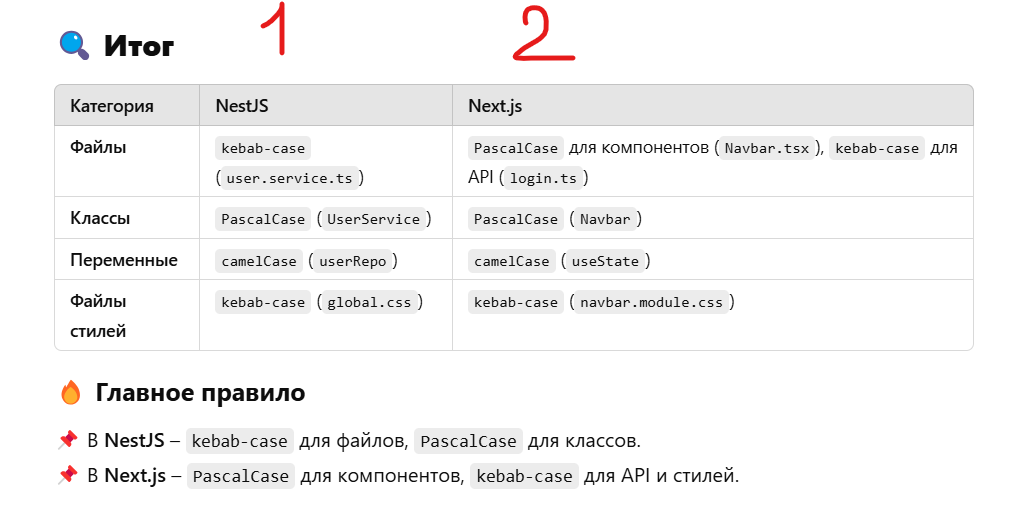 1 2
Итог
Категория NestJS Next.js
Файлы kebab-case PascalCase для компонентов (Navbar.tsx), kebab-case для
(user.service.ts) API (login.ts)
Классы PascalCase (UserService) PascalCase (Navbar)
Переменные camelCase (userRepo) camelCase (useState)
Файлы kebab-case (global.css) kebab-case (navbar.module.css)
стилей
Главное правило
В NestJS – kebab-case для файлов, PascalCase для классов.
В Next.js – PascalCase для компонентов, kebab-case для API и стилей.